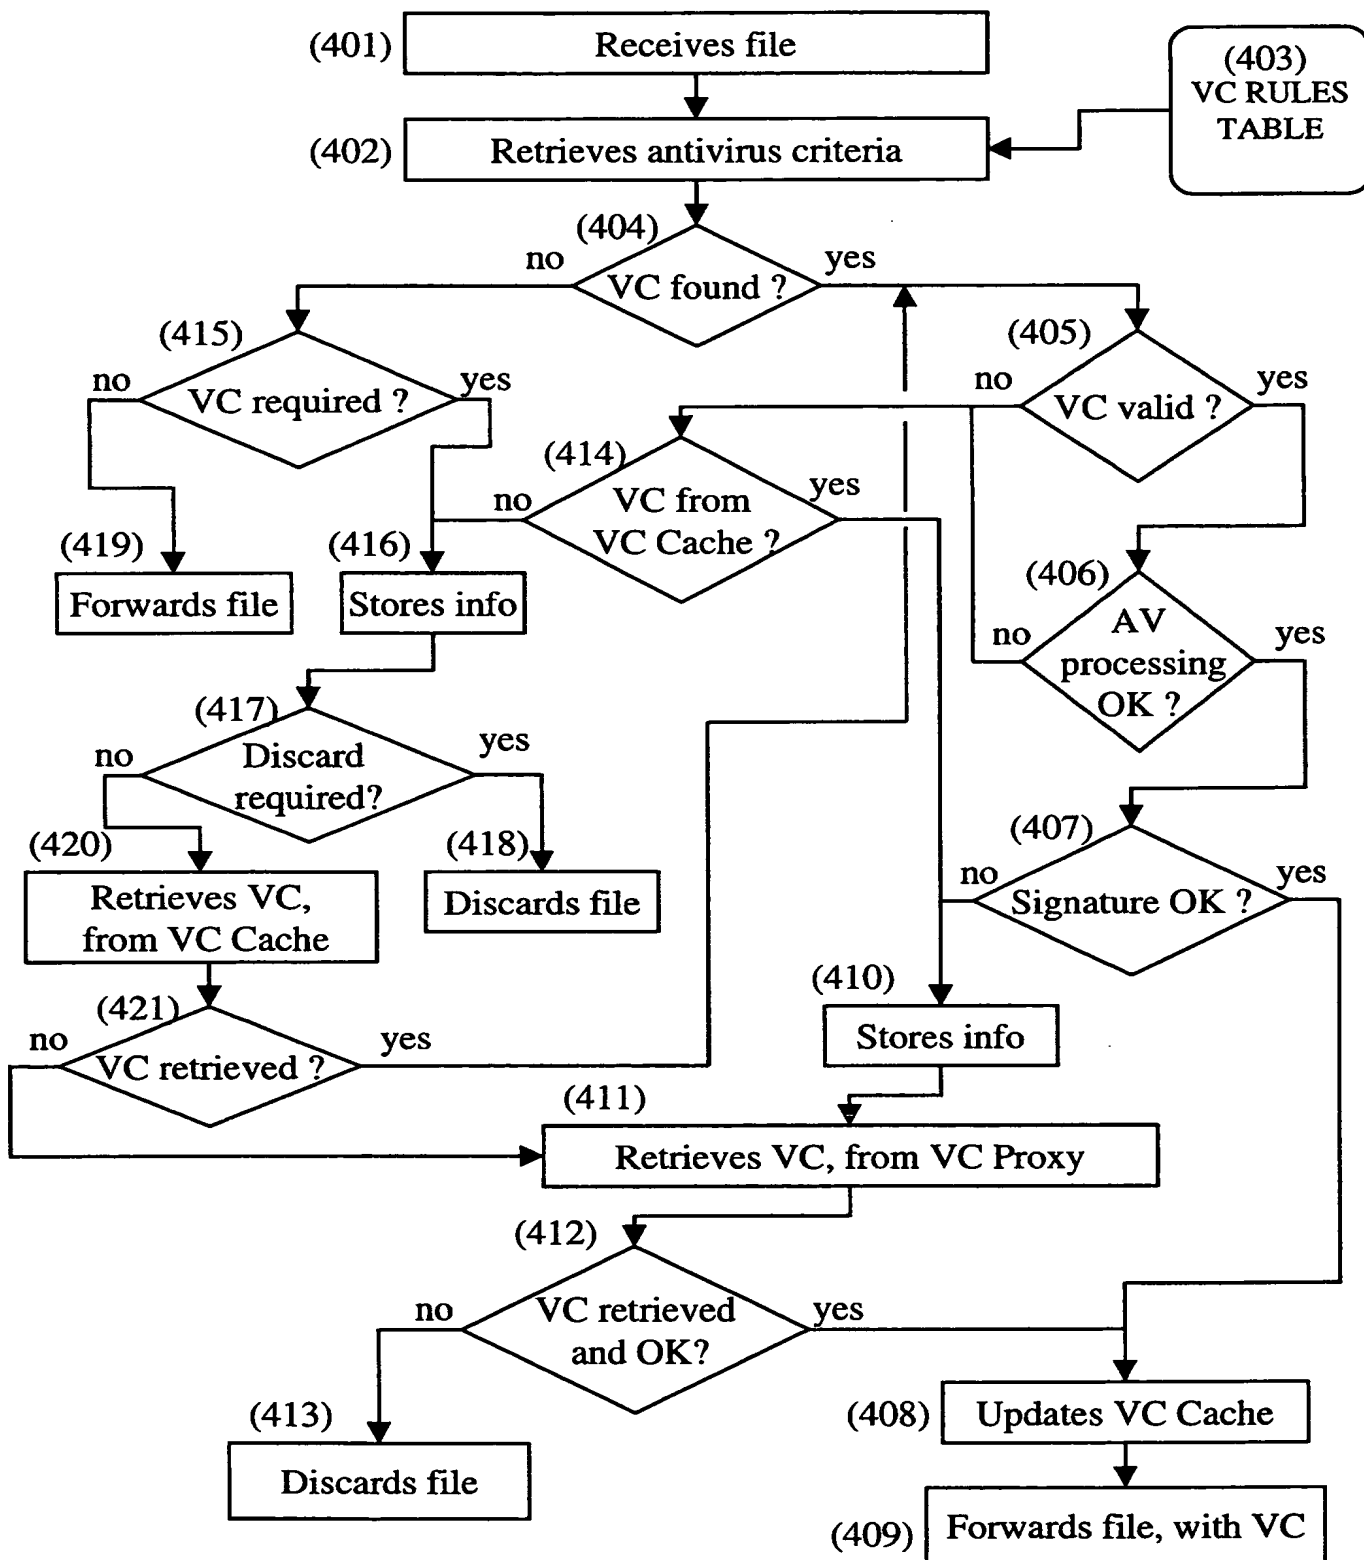 (401)
Receives file
(403)
VC RULES
TABLE
(402)
Retrieves antivirus criteria
(404)
no
yes
VC found ?
(415)
(405)
no
yes
VC required ?
no
yes
VC valid ?
(414)
no
yes
VC from
VC Cache ?
(419)
(416)
(406)
Forwards file
Stores info
no
yes
AV
processing
OK ?
(417)
no
yes
Discard
required?
(420)
(418)
(407)
Retrieves VC,
from VC Cache
Discards file
no
yes
Signature OK ?
(421)
(410)
no
yes
VC retrieved ?
Stores info
(411)
Retrieves VC, from VC Proxy
(412)
no
yes
VC retrieved
and OK?
(413)
(408)
Updates VC Cache
Discards file
(409)
Forwards file, with VC